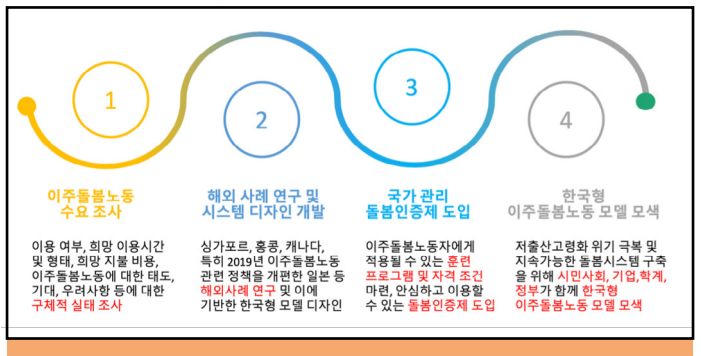 1
이주돌봄노동
수요 조사
이용 여부, 희망 이용시간
및 형태, 희망 지불 비용,
이주돌봄노동에 대한 태도,
기대, 우려사항 등에 대한
구체적 실태 조사
2
해외 사례 연구 및
시스템 디자인 개발
싱가포르, 홍콩, 캐나다,
특히 2019년 이주돌봄노동
관련 정책을 개편한 일본 등
해외사례 연구 및 이에
기반한 한국형 모델 디자인
3
국가 관리
돌봄인증제 도입
이주돌봄노동자에게
적용될 수 있는 훈련
프로그램 및 자격 조건
마련, 안심하고 이용할
수 있는 돌봄인증제 도입
4
한국형
이주돌봄노동 모델 모색
저출산고령화 위기 극복 및
지속가능한 돌봄시스템 구축
을 위해 시민사회, 기업,학계,
정부가 함께 한국형
이주돌봄노동 모델 모색